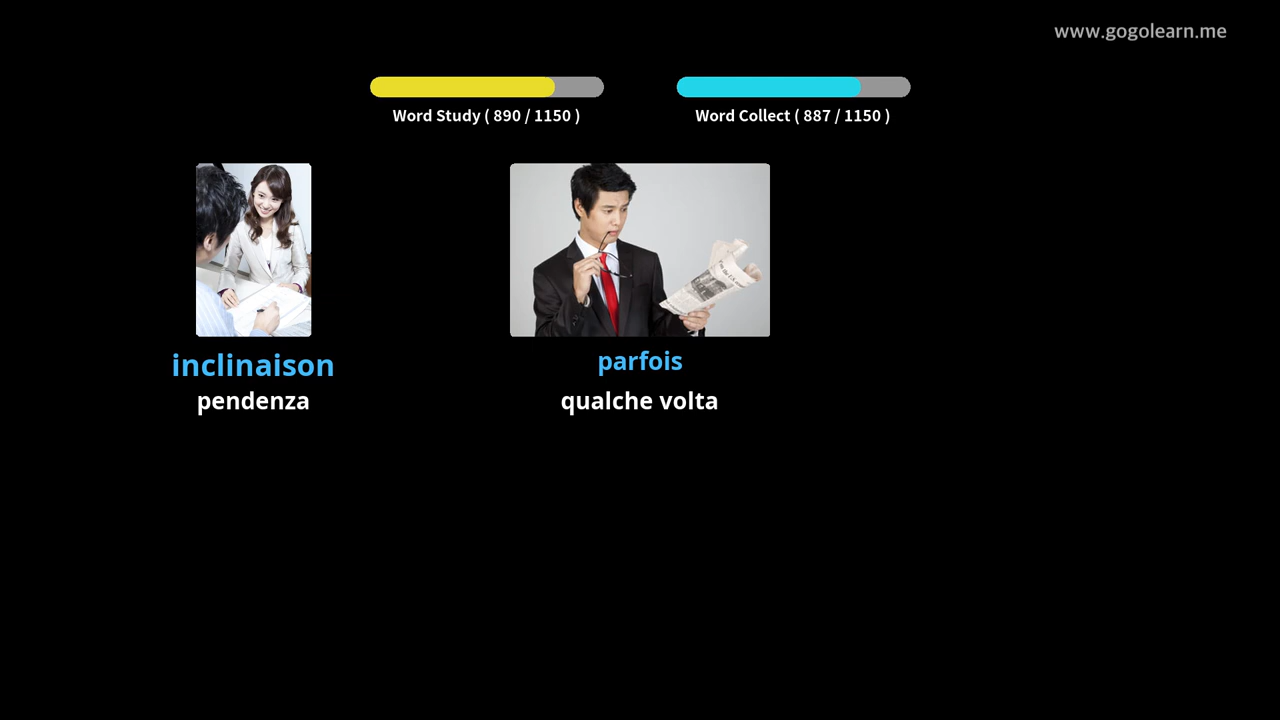 www.gogolearn.me
Word Study ( 890 / 1150 )
Word Collect ( 887 / 1150 )
inclinaison
pendenza
parfois
qualche volta